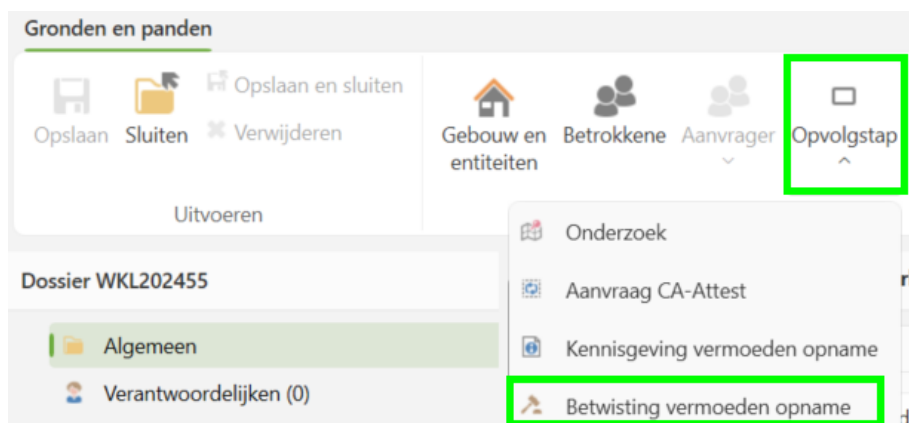 Gronden en panden
Opslaan
Sluiten
Opslaan en sluiten
Verwijderen
Uitvoeren
Gebouw en
entiteiten
Betrokkene
Aanvrager
Opvolgstap
Onderzoek
Aanvraag CA-Attest
Kennisgeving vermoeden opname
Betwisting vermoeden opname
Dossier WKL202455
Algemeen
Verantwoordelijken (0)